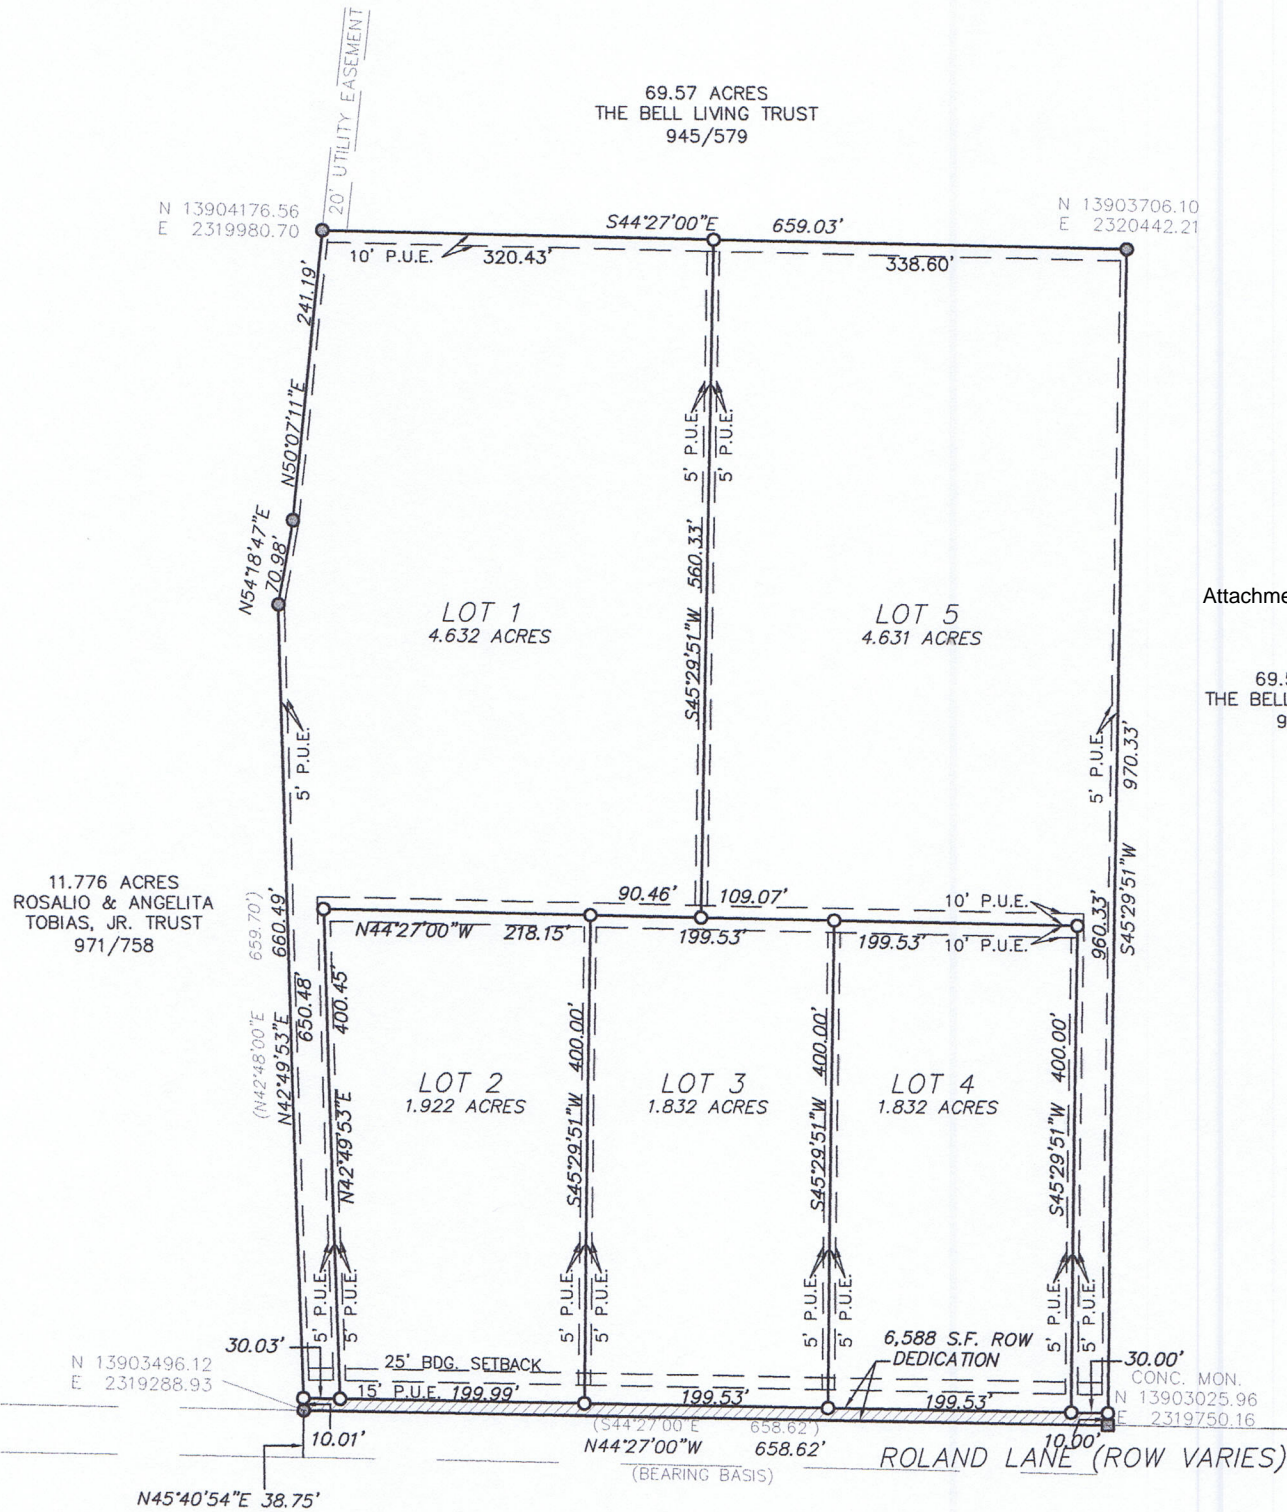 20' UTILITY EASEMENT
69.57 ACRES
THE BELL LIVING TRUST
945/579
N 13904176.56
E 2319980.70
S44°27'00"E 659.03'
N 13903706.10
E 2320442.21
10' P.U.E.
320.43'
338.60'
241.19'
N50°07'11"E
N54°18'47"E
70.98'
5' P.U.E.
5' P.U.E.
S45°29'51"W 560.33'
LOT 1
4.632 ACRES
LOT 5
4.631 ACRES
Attachme
69.5
THE BELL
9
5' P.U.E.
5' P.U.E.
970.33'
S45°29'51"W
960.33'
11.776 ACRES
ROSALIO & ANGELITA
TOBIAS, JR. TRUST
971/758
(N42°48'00"E 659.70')
N42°49'53"E 660.49'
650.48'
90.46'
109.07'
10' P.U.E.
N44°27'00"W 218.15'
199.53'
199.53'
10' P.U.E.
N42°49'53"E 400.45'
LOT 2
1.922 ACRES
S45°29'51"W 400.00'
LOT 3
1.832 ACRES
S45°29'51"W 400.00'
LOT 4
1.832 ACRES
S45°29'51"W 400.00'
5' P.U.E.
5' P.U.E.
5' P.U.E.
5' P.U.E.
5' P.U.E.
5' P.U.E.
5' P.U.E.
5' P.U.E.
30.03'
25' BDG. SETBACK
6,588 S.F. ROW
DEDICATION
30.00'
N 13903496.12
E 2319288.93
15' P.U.E. 199.99'
199.53'
199.53'
CONC. MON.
N 13903025.96
E 2319750.16
(S44°27'00"E 658.62')
10.01'
N44°27'00"W 658.62'
10.00'
(BEARING BASIS)
ROLAND LANE (ROW VARIES)
N45°40'54"E 38.75'